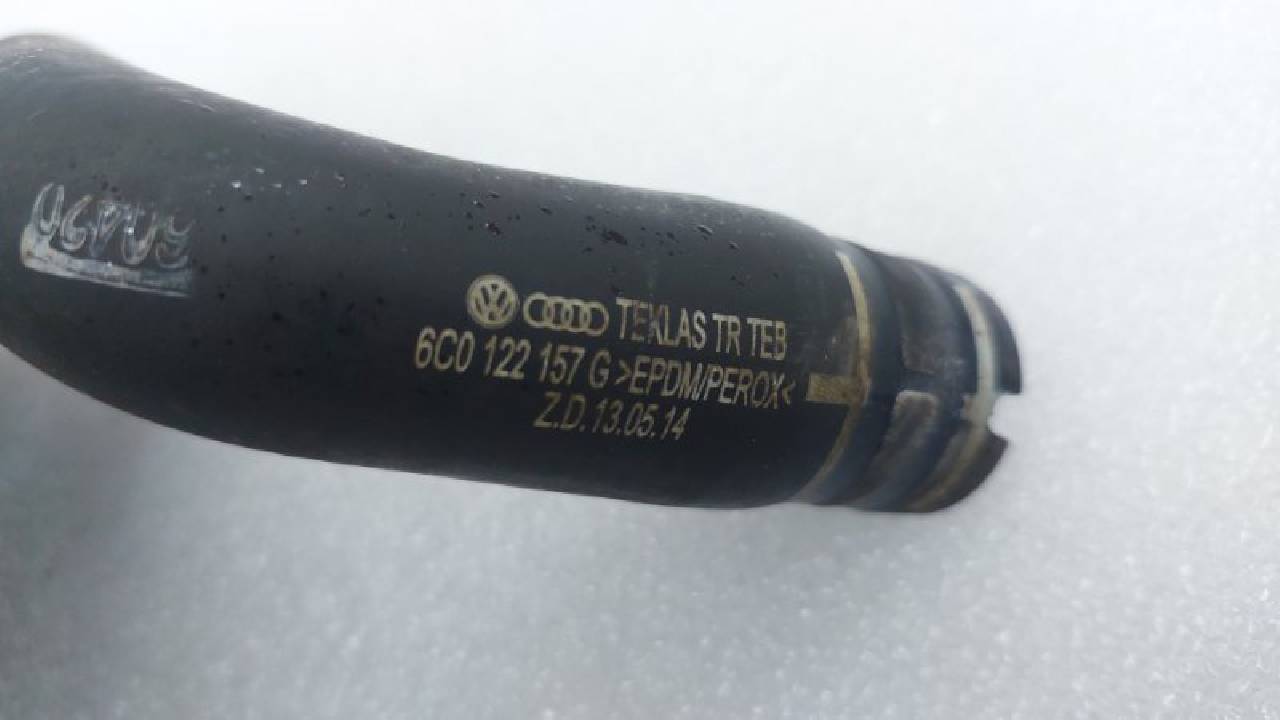 TEKLAS TR TEB
6C0 122 157 G >EPDM/PEROX<
Z.D.13.05.14